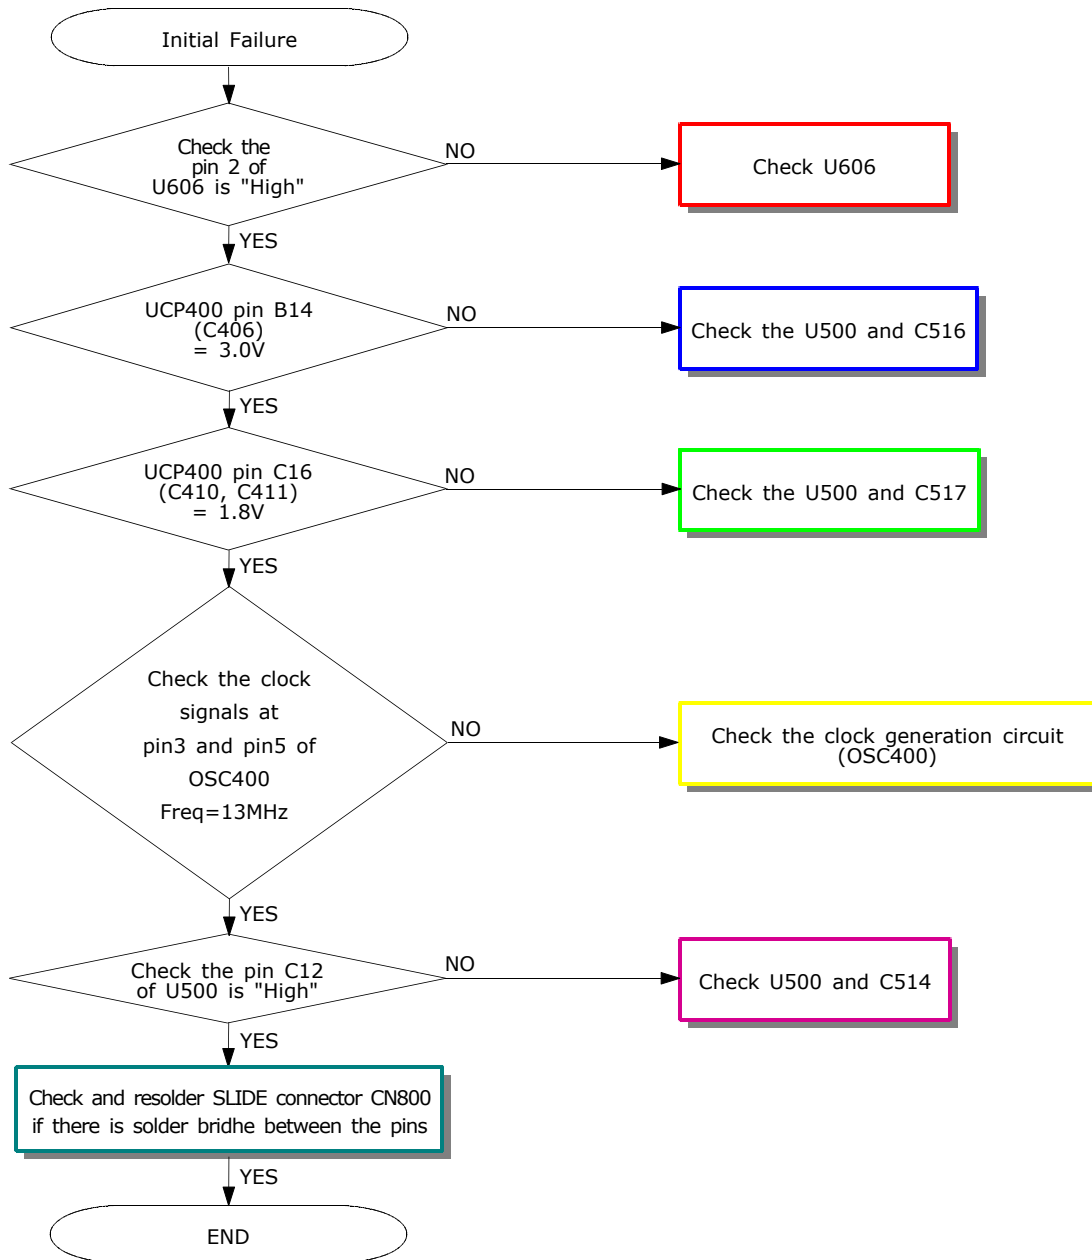 Initial Failure
Check the
pin 2 of
U606 is "High"
NO
Check U606
YES
UCP400 pin B14
(C406)
= 3.0V
NO
Check the U500 and C516
YES
UCP400 pin C16
(C410, C411)
= 1.8V
NO
Check the U500 and C517
YES
Check the clock
signals at
pin3 and pin5 of
OSC400
Freq=13MHz
NO
Check the clock generation circuit
(OSC400)
YES
Check the pin C12
of U500 is "High"
NO
Check U500 and C514
YES
Check and resolder SLIDE connector CN800
if there is solder bridhe between the pins
YES
END